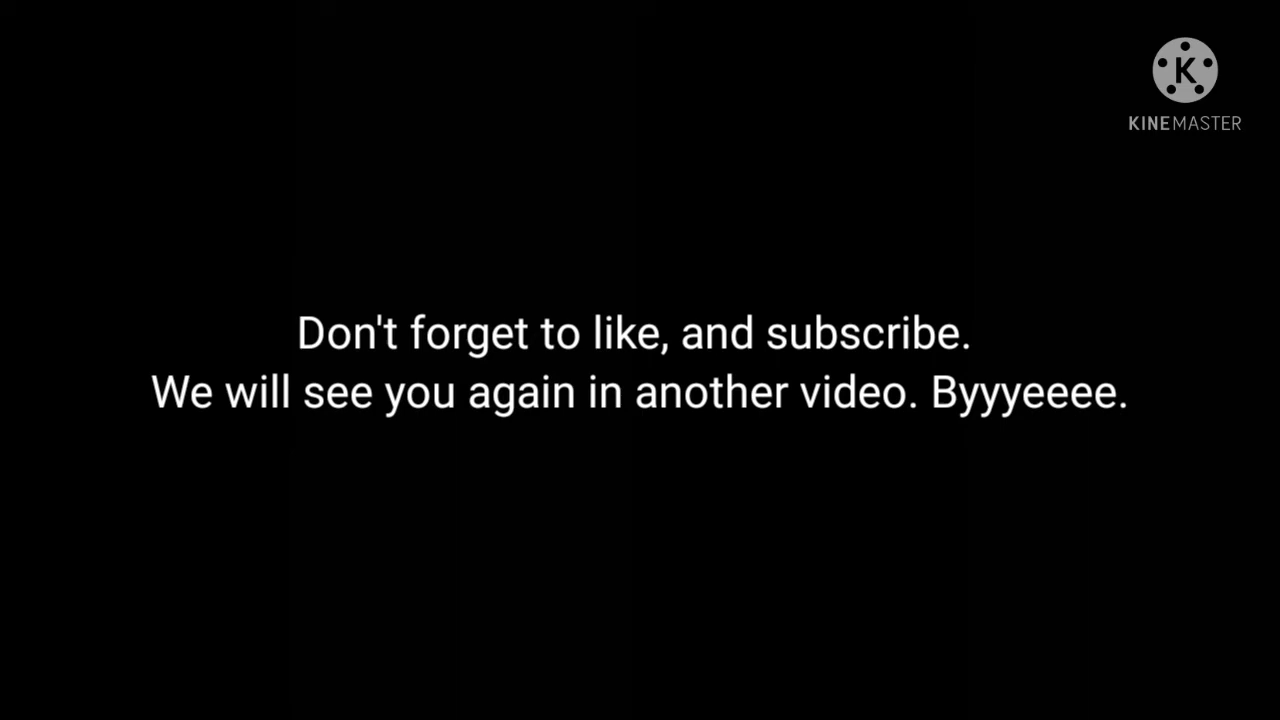 K
KINEMASTER
Don't forget to like, and subscribe.
We will see you again in another video. Byyyeeee.